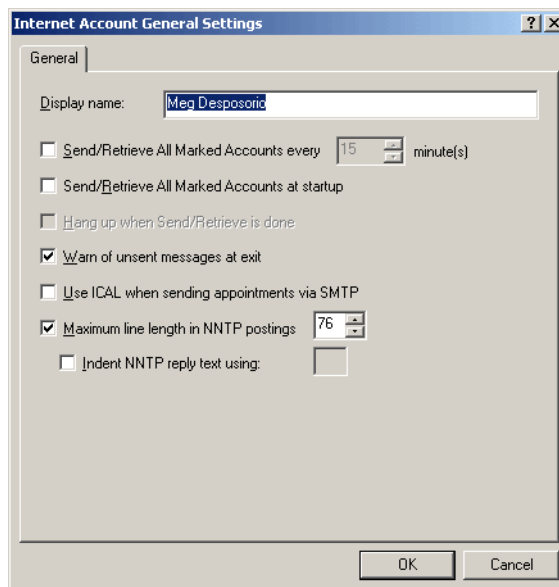 Internet Account General Settings
General
Display name: Meg Desposorio
Send/Retrieve All Marked Accounts every 15 minute(s)
Send/Retrieve All Marked Accounts at startup
Hang up when Send/Retrieve is done
Warn of unsent messages at exit
Use ICAL when sending appointments via SMTP
Maximum line length in NNTP postings 76
Indent NNTP reply text using:
OK Cancel